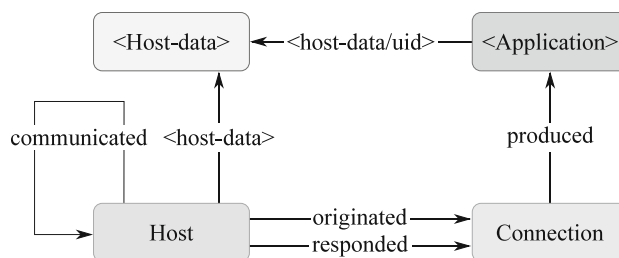 <Host-data>
<host-data/uid>
<Application>
communicated
<host-data>
produced
Host
originated
responded
Connection